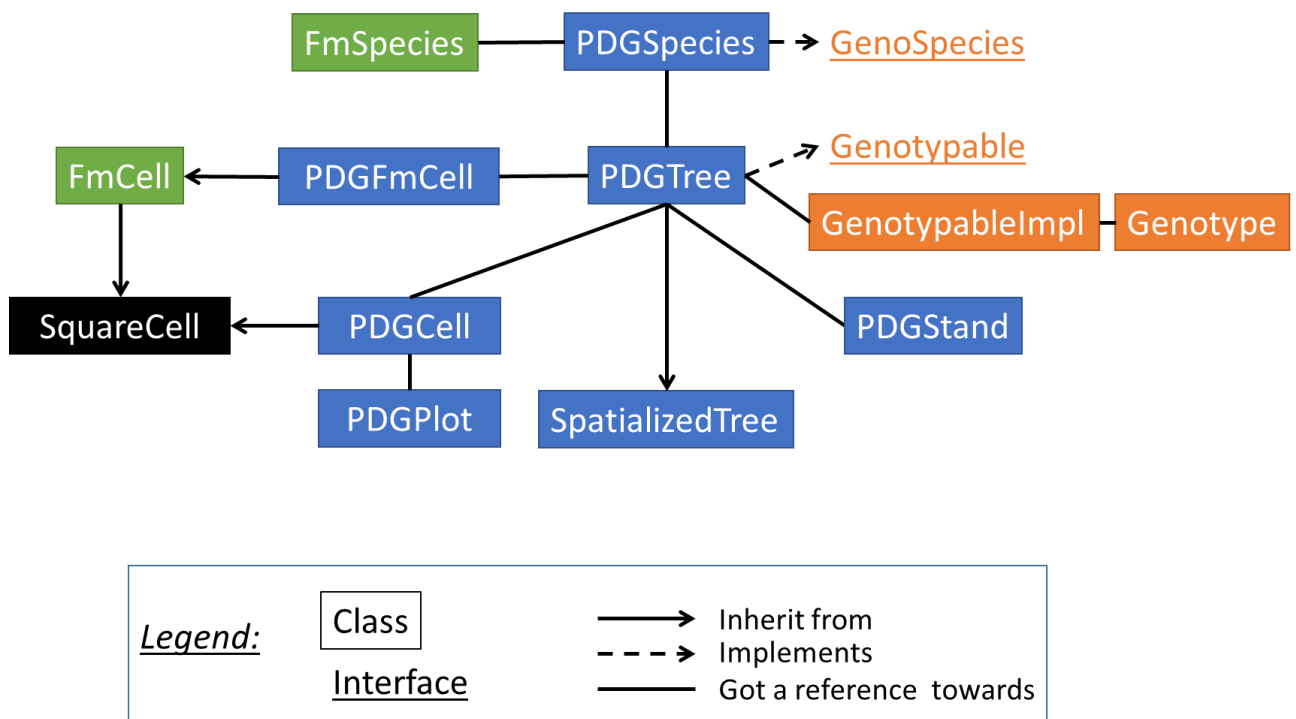 FmSpecies
PDGSpecies
GenoSpecies
Genotypable
FmCell
PDGFmCell
PDGTree
GenotypableImpl
Genotype
SquareCell
PDGCell
PDGStand
PDGPlot
SpatializedTree
Legend:
Class
Interface
Inherit from
Implements
Got a reference towards